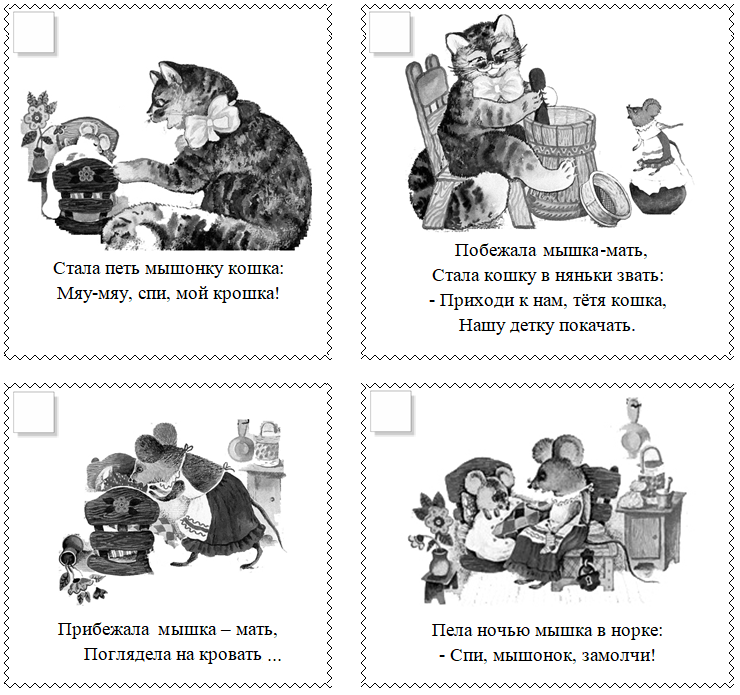 Стала петь мышонку кошка:
Мяу-мяу, спи, мой крошка!
Побежала мышка-мать,
Стала кошку в няньки звать:
- Приходи к нам, тётя кошка,
Нашу детку покачать.
Прибежала мышка – мать,
Поглядела на кровать ...
Пела ночью мышка в норке:
- Спи, мышонок, замолчи!